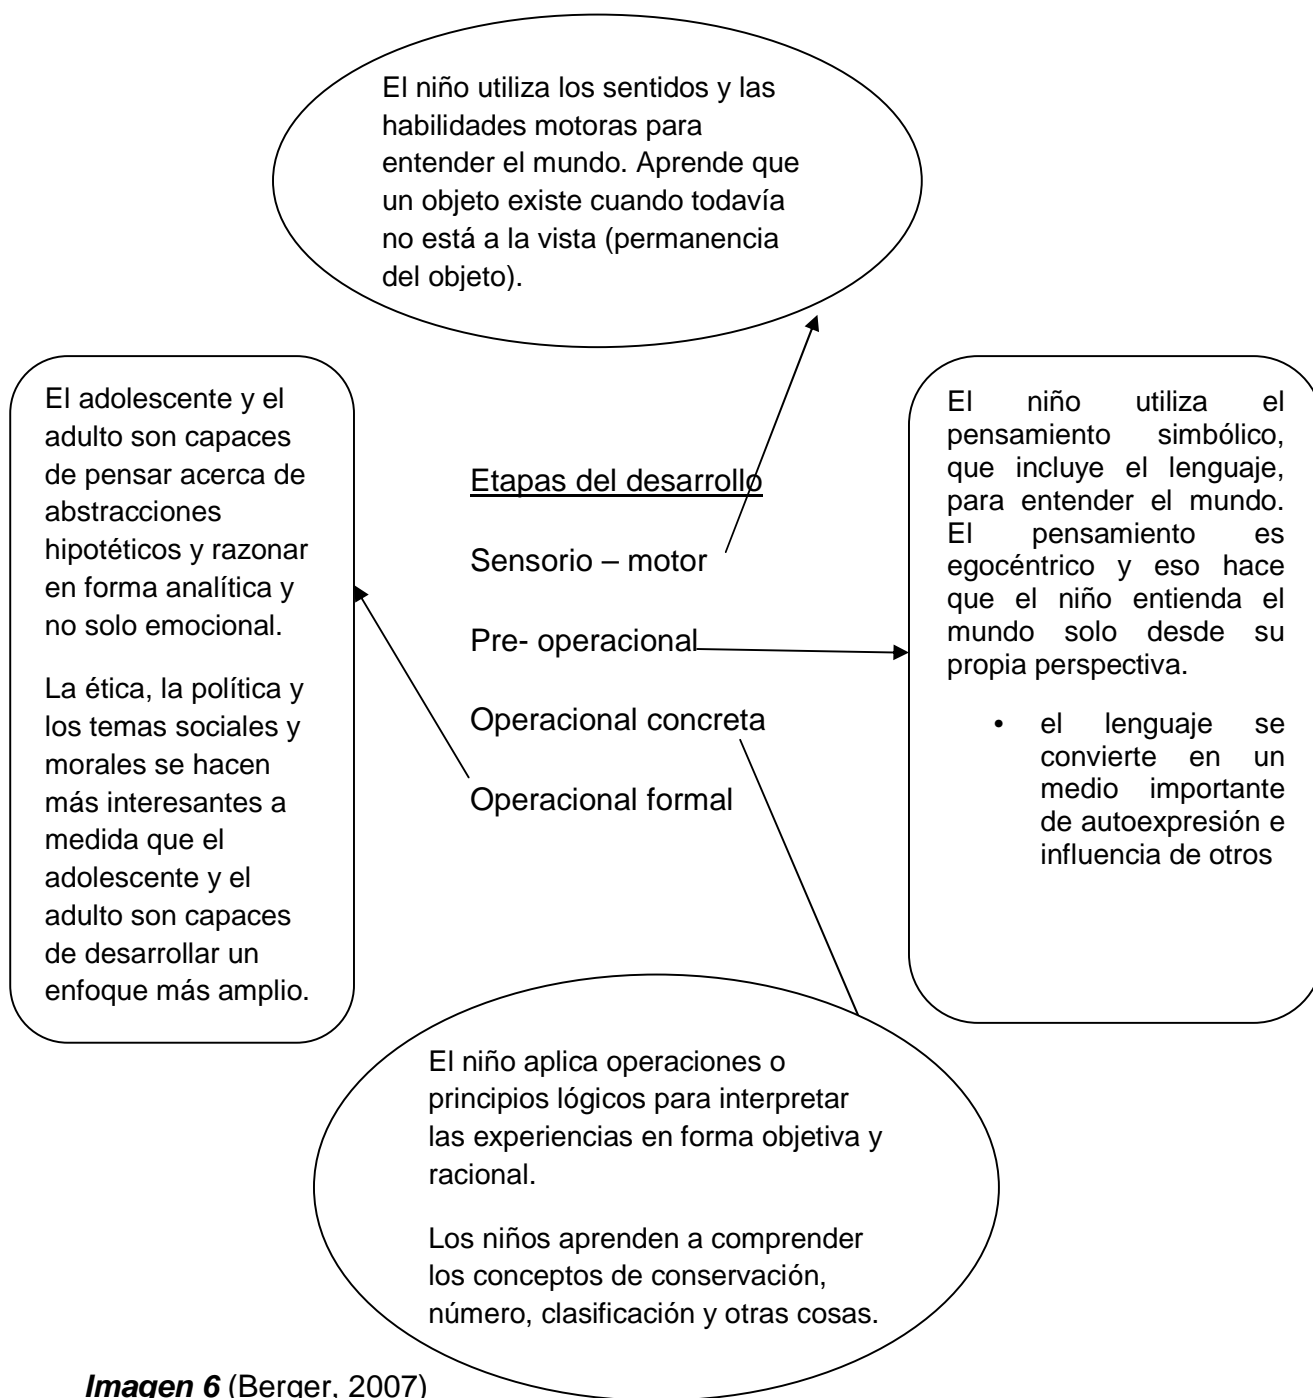 El niño utiliza los sentidos y las
habilidades motoras para
entender el mundo. Aprende que
un objeto existe cuando todavía
no está a la vista (permanencia
del objeto).
El adolescente y el
adulto son capaces
de pensar acerca de
abstracciones
hipotéticos y razonar
en forma analítica y
no solo emocional.
La ética, la política y
los temas sociales y
morales se hacen
más interesantes a
medida que el
adolescente y el
adulto son capaces
de desarrollar un
enfoque más amplio.
Etapas del desarrollo
Sensorio – motor
Pre- operacional
Operacional concreta
Operacional formal
El niño utiliza el
pensamiento simbólico,
que incluye el lenguaje,
para entender el mundo.
El pensamiento es
egocéntrico y eso hace
que el niño entienda el
mundo solo desde su
propia perspectiva.
• el lenguaje se
convierte en un
medio importante
de autoexpresión e
influencia de otros
El niño aplica operaciones o
principios lógicos para interpretar
las experiencias en forma objetiva y
racional.
Los niños aprenden a comprender
los conceptos de conservación,
número, clasificación y otras cosas.
Imagen 6 (Berger, 2007)